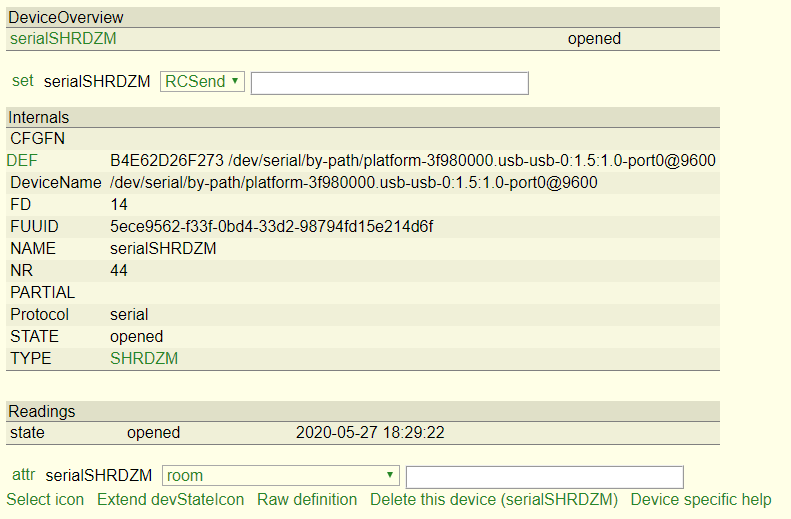 DeviceOverview
serialSHRDZM opened
set serialSHRDZM RCSend
Internals
CFGFN
DEF B4E62D26F273 /dev/serial/by-path/platform-3f980000.usb-usb-0:1.5:1.0-port0@9600
DeviceName /dev/serial/by-path/platform-3f980000.usb-usb-0:1.5:1.0-port0@9600
FD 14
FUUID 5ece9562-f33f-0bd4-33d2-98794fd15e214d6f
NAME serialSHRDZM
NR 44
PARTIAL
Protocol serial
STATE opened
TYPE SHRDZM
Readings
state opened 2020-05-27 18:29:22
attr serialSHRDZM room
Select icon Extend devStateIcon Raw definition Delete this device (serialSHRDZM) Device specific help